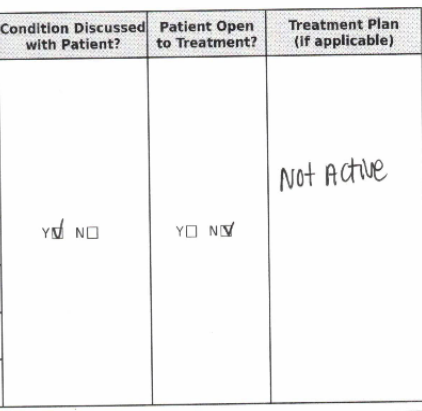 Condition Discussed with Patient?
Patient Open to Treatment?
Treatment Plan (if applicable)
Y☑ N☐
Y☐ N☑
Not Active